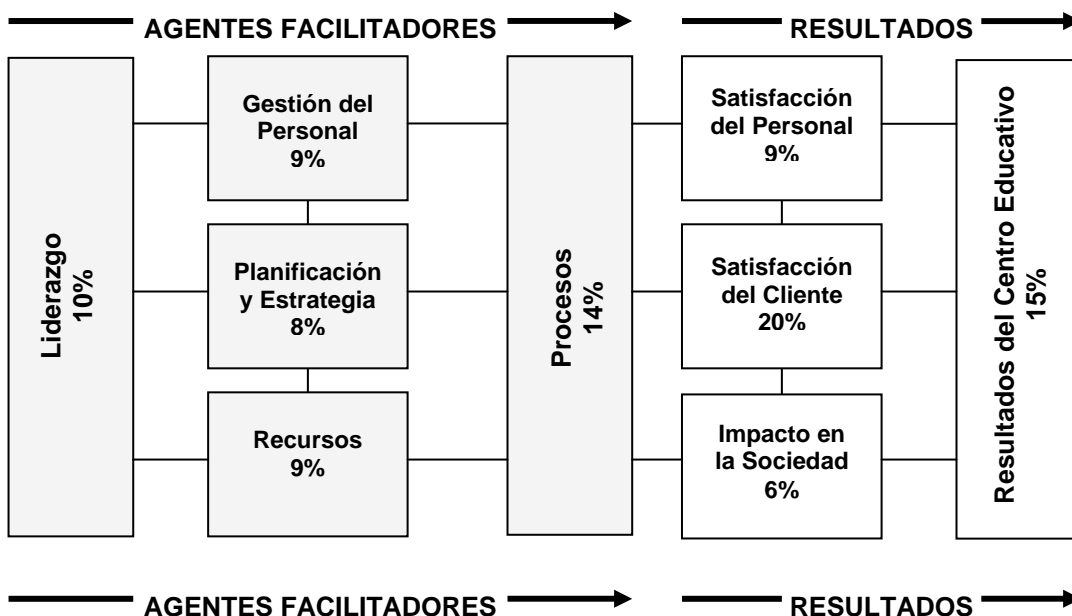 AGENTES FACILITADORES
RESULTADOS
Liderazgo
10%
Gestión del
Personal
9%
Planificación
y Estrategia
8%
Recursos
9%
Procesos
14%
Satisfacción
del Personal
9%
Satisfacción
del Cliente
20%
Impacto en
la Sociedad
6%
Resultados del Centro Educativo
15%
AGENTES FACILITADORES
RESULTADOS